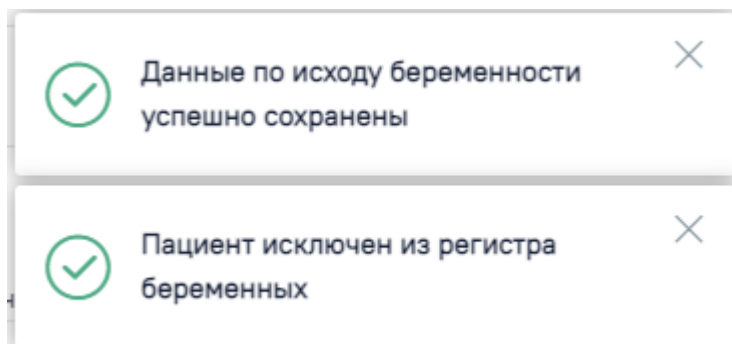 Данные по исходу беременности
успешно сохранены
Пациент исключен из регистра
беременных